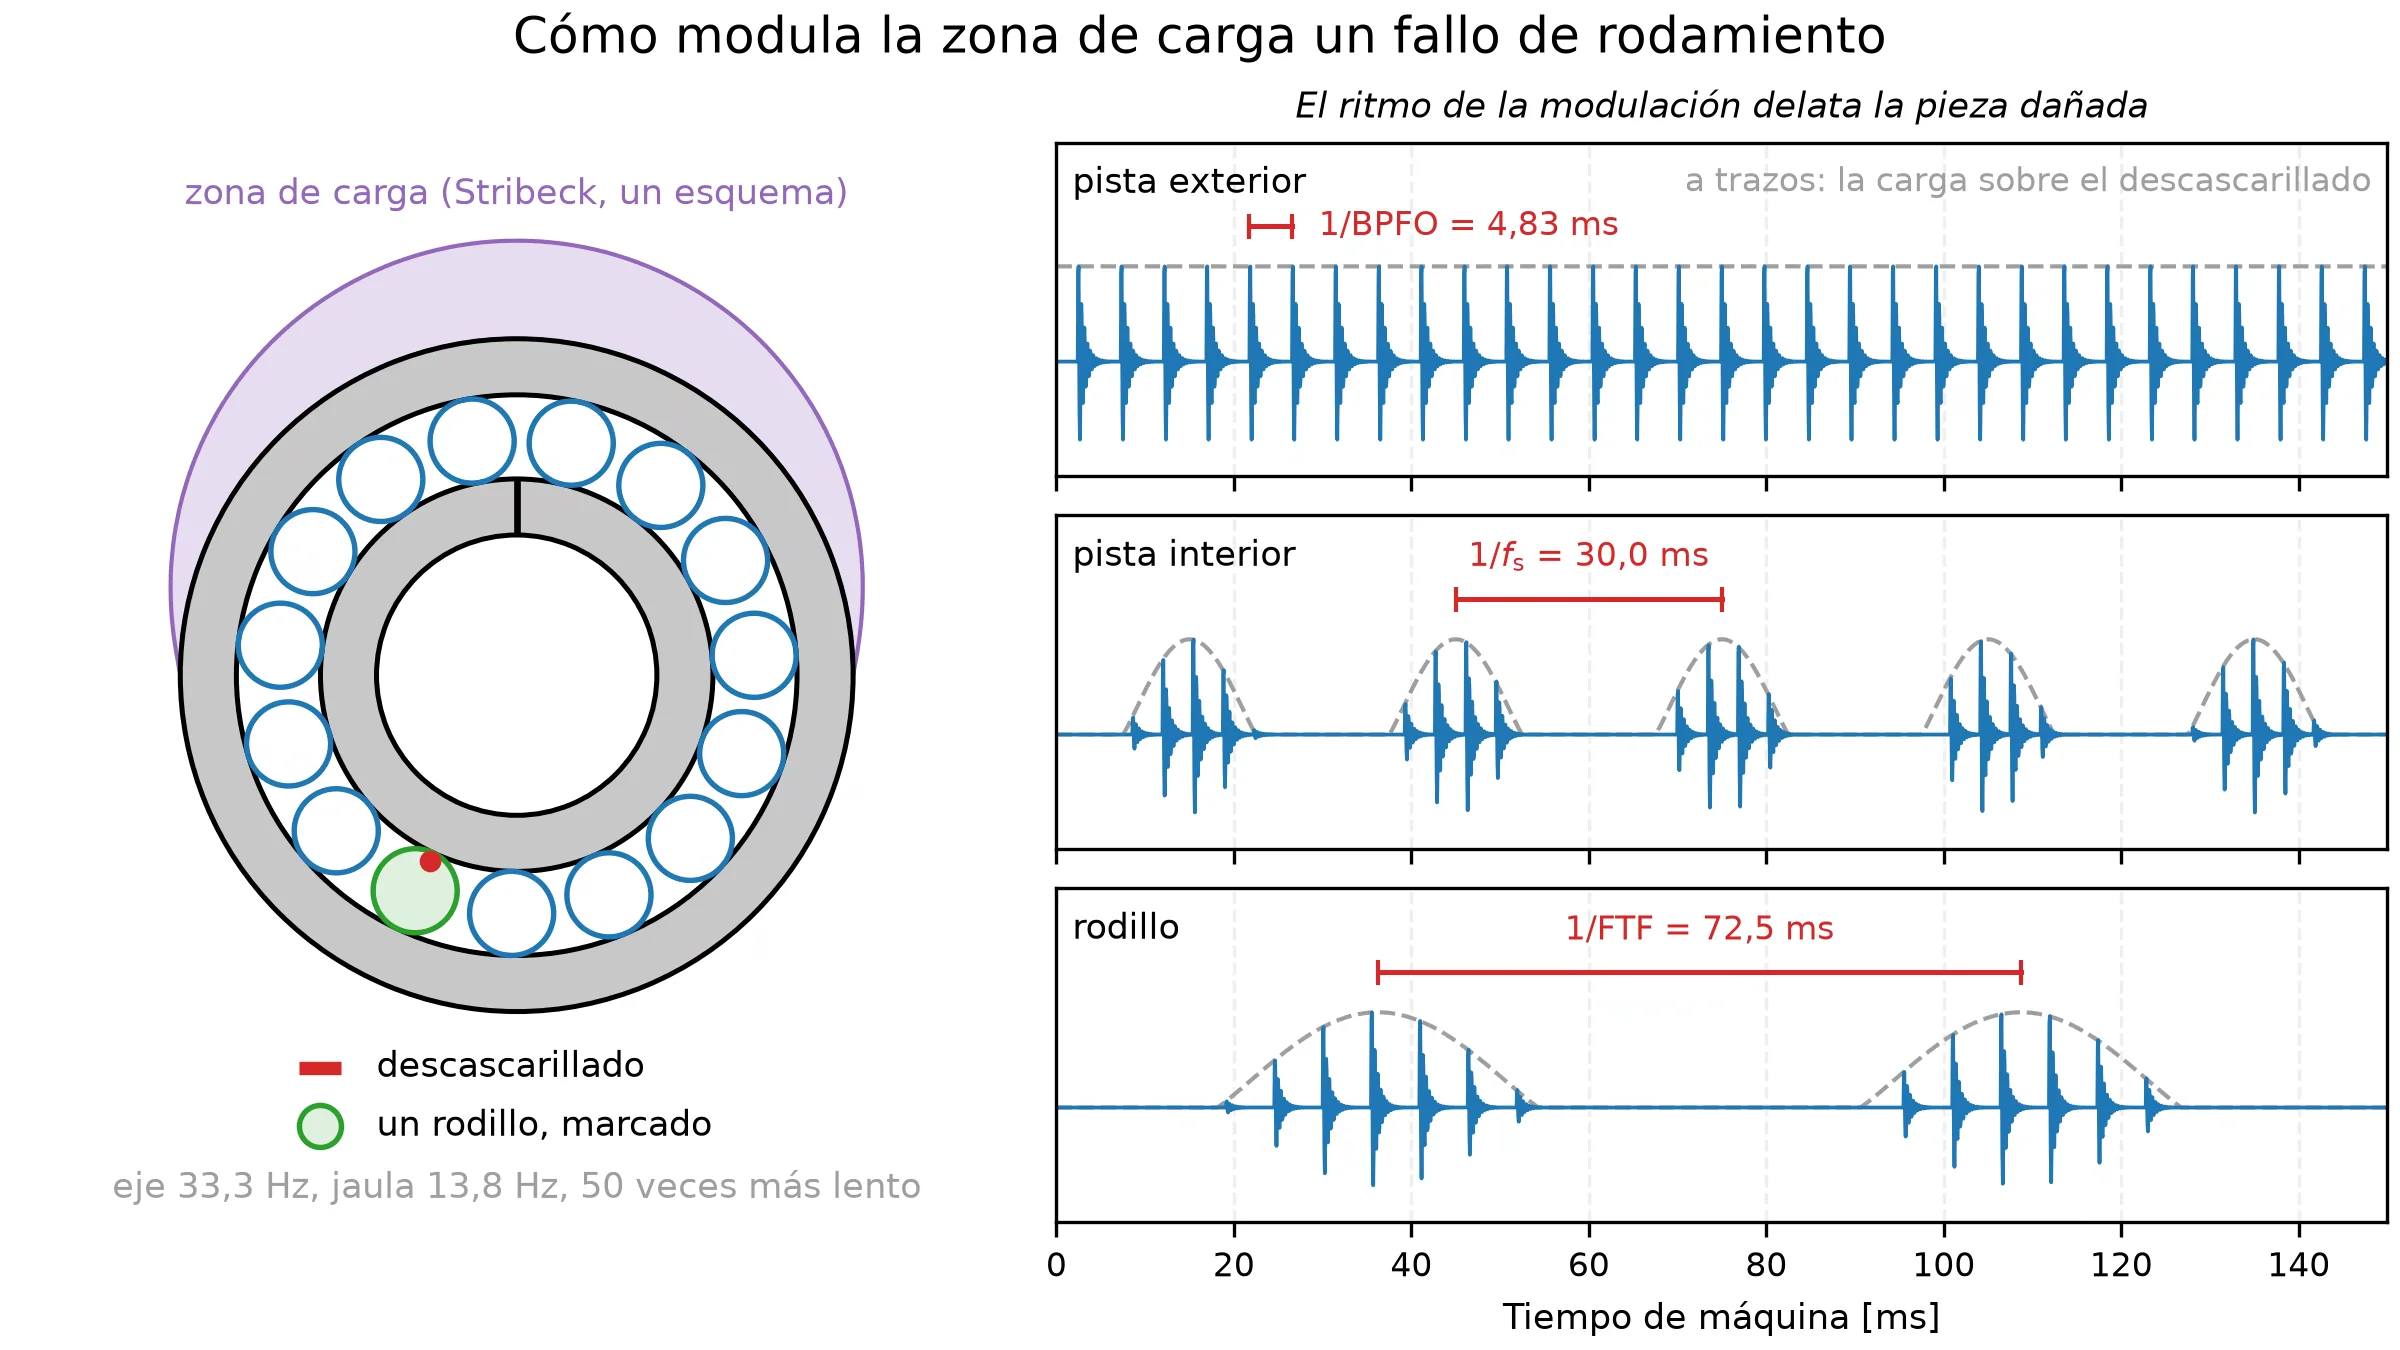 Cómo modula la zona de carga un fallo de rodamiento
El ritmo de la modulación delata la pieza dañada
zona de carga (Stribeck, un esquema)
pista exterior
a trazos: la carga sobre el descascarillado
1/BPFO = 4,83 ms
pista interior
1/fs = 30,0 ms
rodillo
1/FTF = 72,5 ms
descascarillado
un rodillo, marcado
eje 33,3 Hz, jaula 13,8 Hz, 50 veces más lento
0 20 40 60 80 100 120 140
Tiempo de máquina [ms]